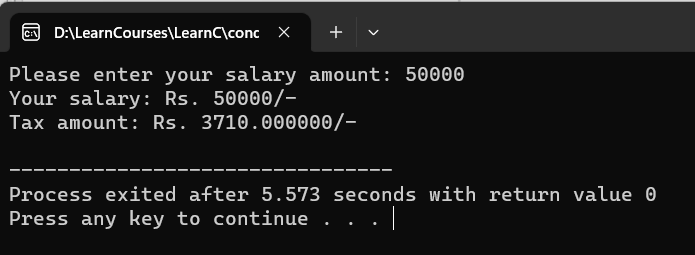 D:\LearnCourses\LearnC\conc
Please enter your salary amount: 50000
Your salary: Rs. 50000/-
Tax amount: Rs. 3710.000000/-
--------------------------------
Process exited after 5.573 seconds with return value 0
Press any key to continue . . .